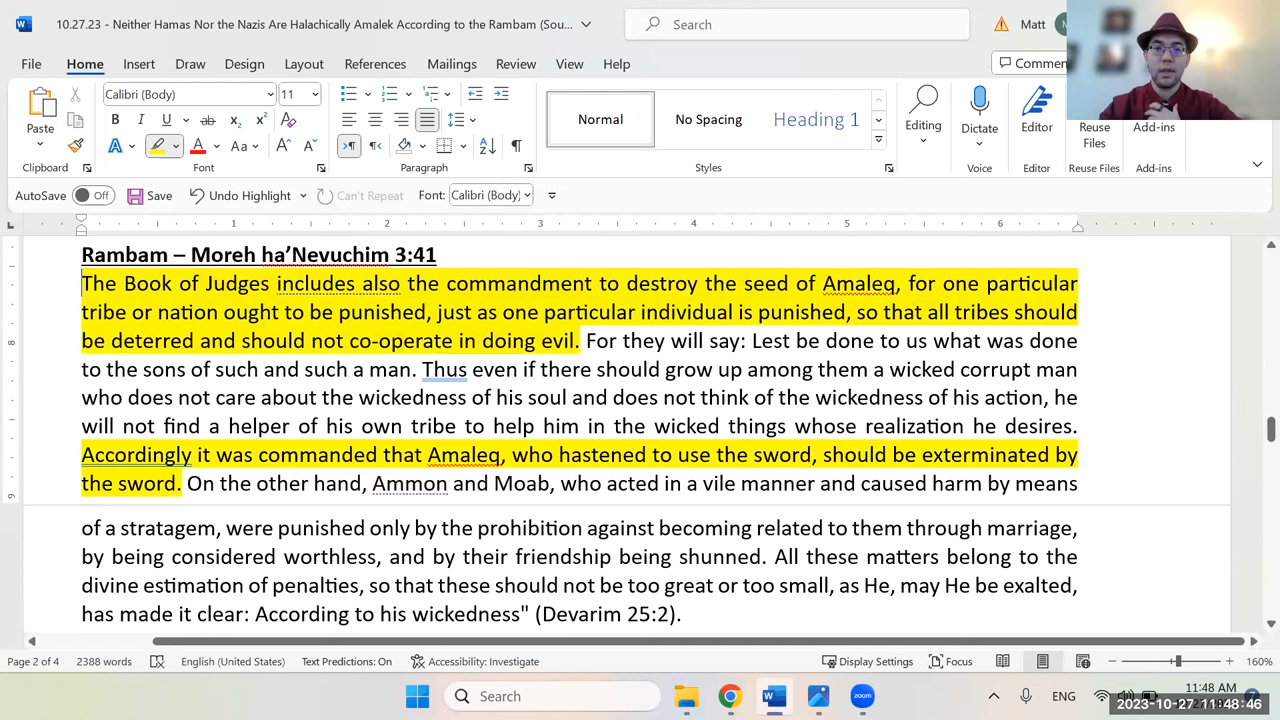 10.27.23 - Neither Hamas Nor the Nazis Are Halachically Amalek According to the Rambam (Sou...
Search
Matt
File Home Insert Draw Design Layout References Mailings Review View Help
Commen
Calibri (Body) 11
Paste
Normal No Spacing Heading 1
Editing Dictate Editor Reuse Files Add-ins
Clipboard Font Paragraph Styles Voice Editor Reuse Files Add-ins
AutoSave Off Save Undo Highlight Can't Repeat Font: Calibri (Body)
1 2 3 4 5 6 7
Rambam – Moreh ha'Nevuchim 3:41
The Book of Judges includes also the commandment to destroy the seed of Amaleq, for one particular
tribe or nation ought to be punished, just as one particular individual is punished, so that all tribes should
be deterred and should not co-operate in doing evil. For they will say: Lest be done to us what was done
to the sons of such and such a man. Thus even if there should grow up among them a wicked corrupt man
who does not care about the wickedness of his soul and does not think of the wickedness of his action, he
will not find a helper of his own tribe to help him in the wicked things whose realization he desires.
Accordingly it was commanded that Amaleq, who hastened to use the sword, should be exterminated by
the sword. On the other hand, Ammon and Moab, who acted in a vile manner and caused harm by means
of a stratagem, were punished only by the prohibition against becoming related to them through marriage,
by being considered worthless, and by their friendship being shunned. All these matters belong to the
divine estimation of penalties, so that these should not be too great or too small, as He, may He be exalted,
has made it clear: According to his wickedness" (Devarim 25:2).
Page 2 of 4 2388 words English (United States) Text Predictions: On Accessibility: Investigate Display Settings Focus 160%
Search
ENG
11:48 AM
2023-10-27 11:48:46